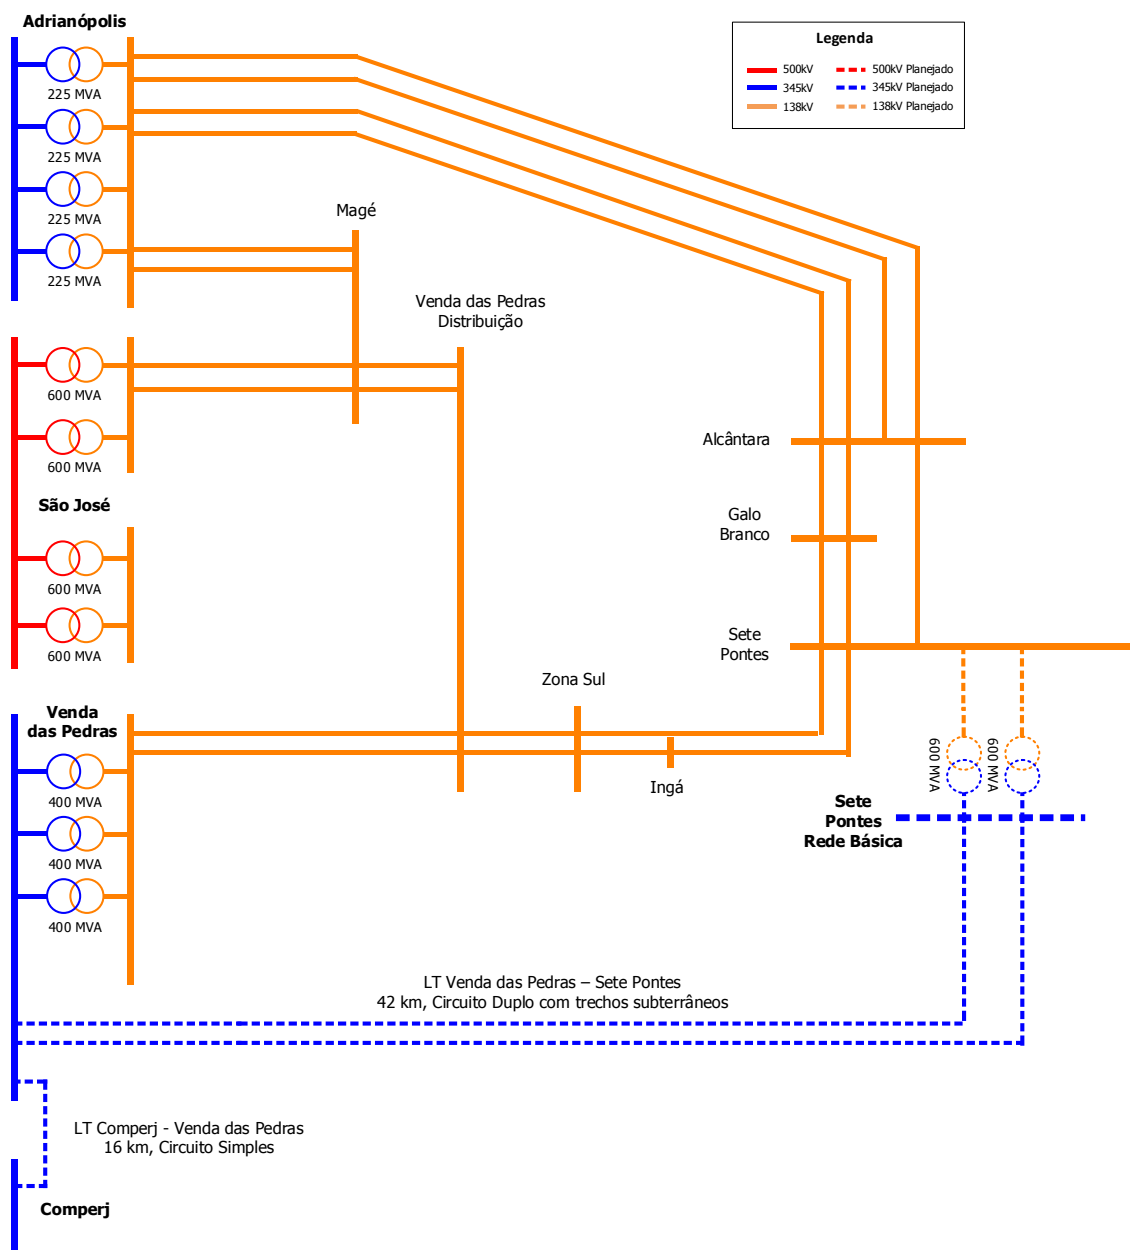 Adrianópolis
225 MVA
225 MVA
225 MVA
225 MVA
Legenda
500kV
500kV Planejado
345kV
345kV Planejado
138kV
138kV Planejado
Magé
Venda das Pedras
Distribuição
600 MVA
600 MVA
São José
600 MVA
600 MVA
Alcântara
Galo
Branco
Sete
Pontes
Zona Sul
Ingá
Venda
das Pedras
400 MVA
400 MVA
400 MVA
600 MVA
600 MVA
Sete
Pontes
Rede Básica
LT Venda das Pedras – Sete Pontes
42 km, Circuito Duplo com trechos subterrâneos
LT Comperj - Venda das Pedras
16 km, Circuito Simples
Comperj